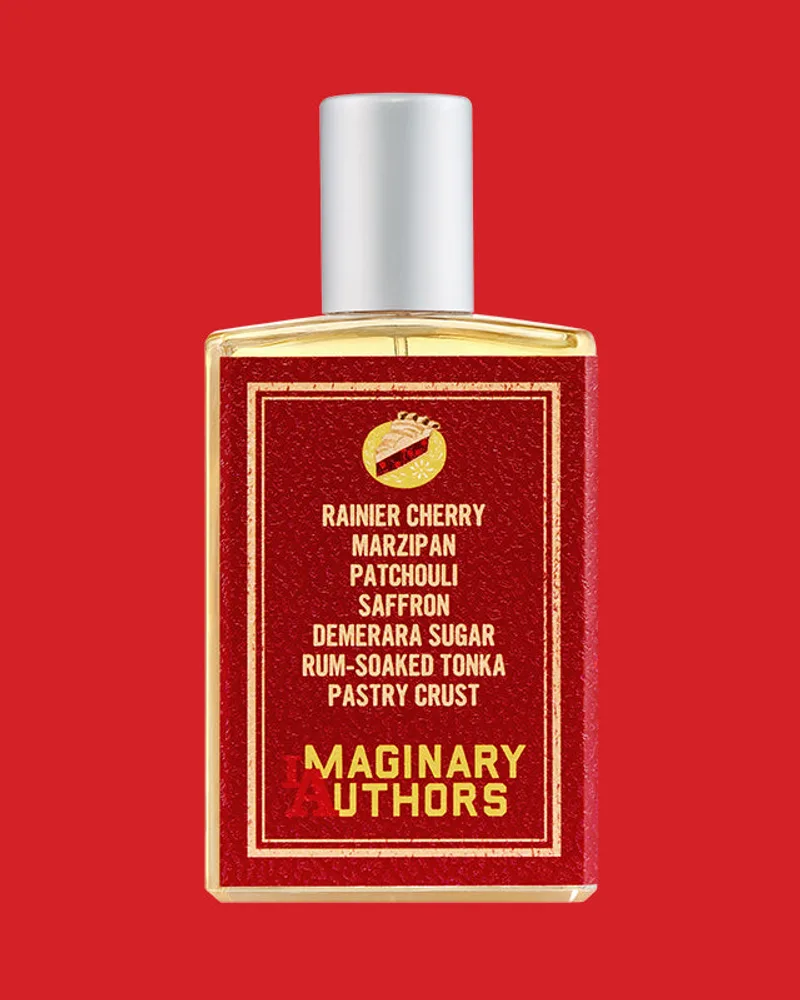 RAINIER CHERRY
MARZIPAN
PATCHOULI
SAFFRON
DEMERARA SUGAR
RUM-SOAKED TONKA
PASTRY CRUST
IMAGINARY
AUTHORS